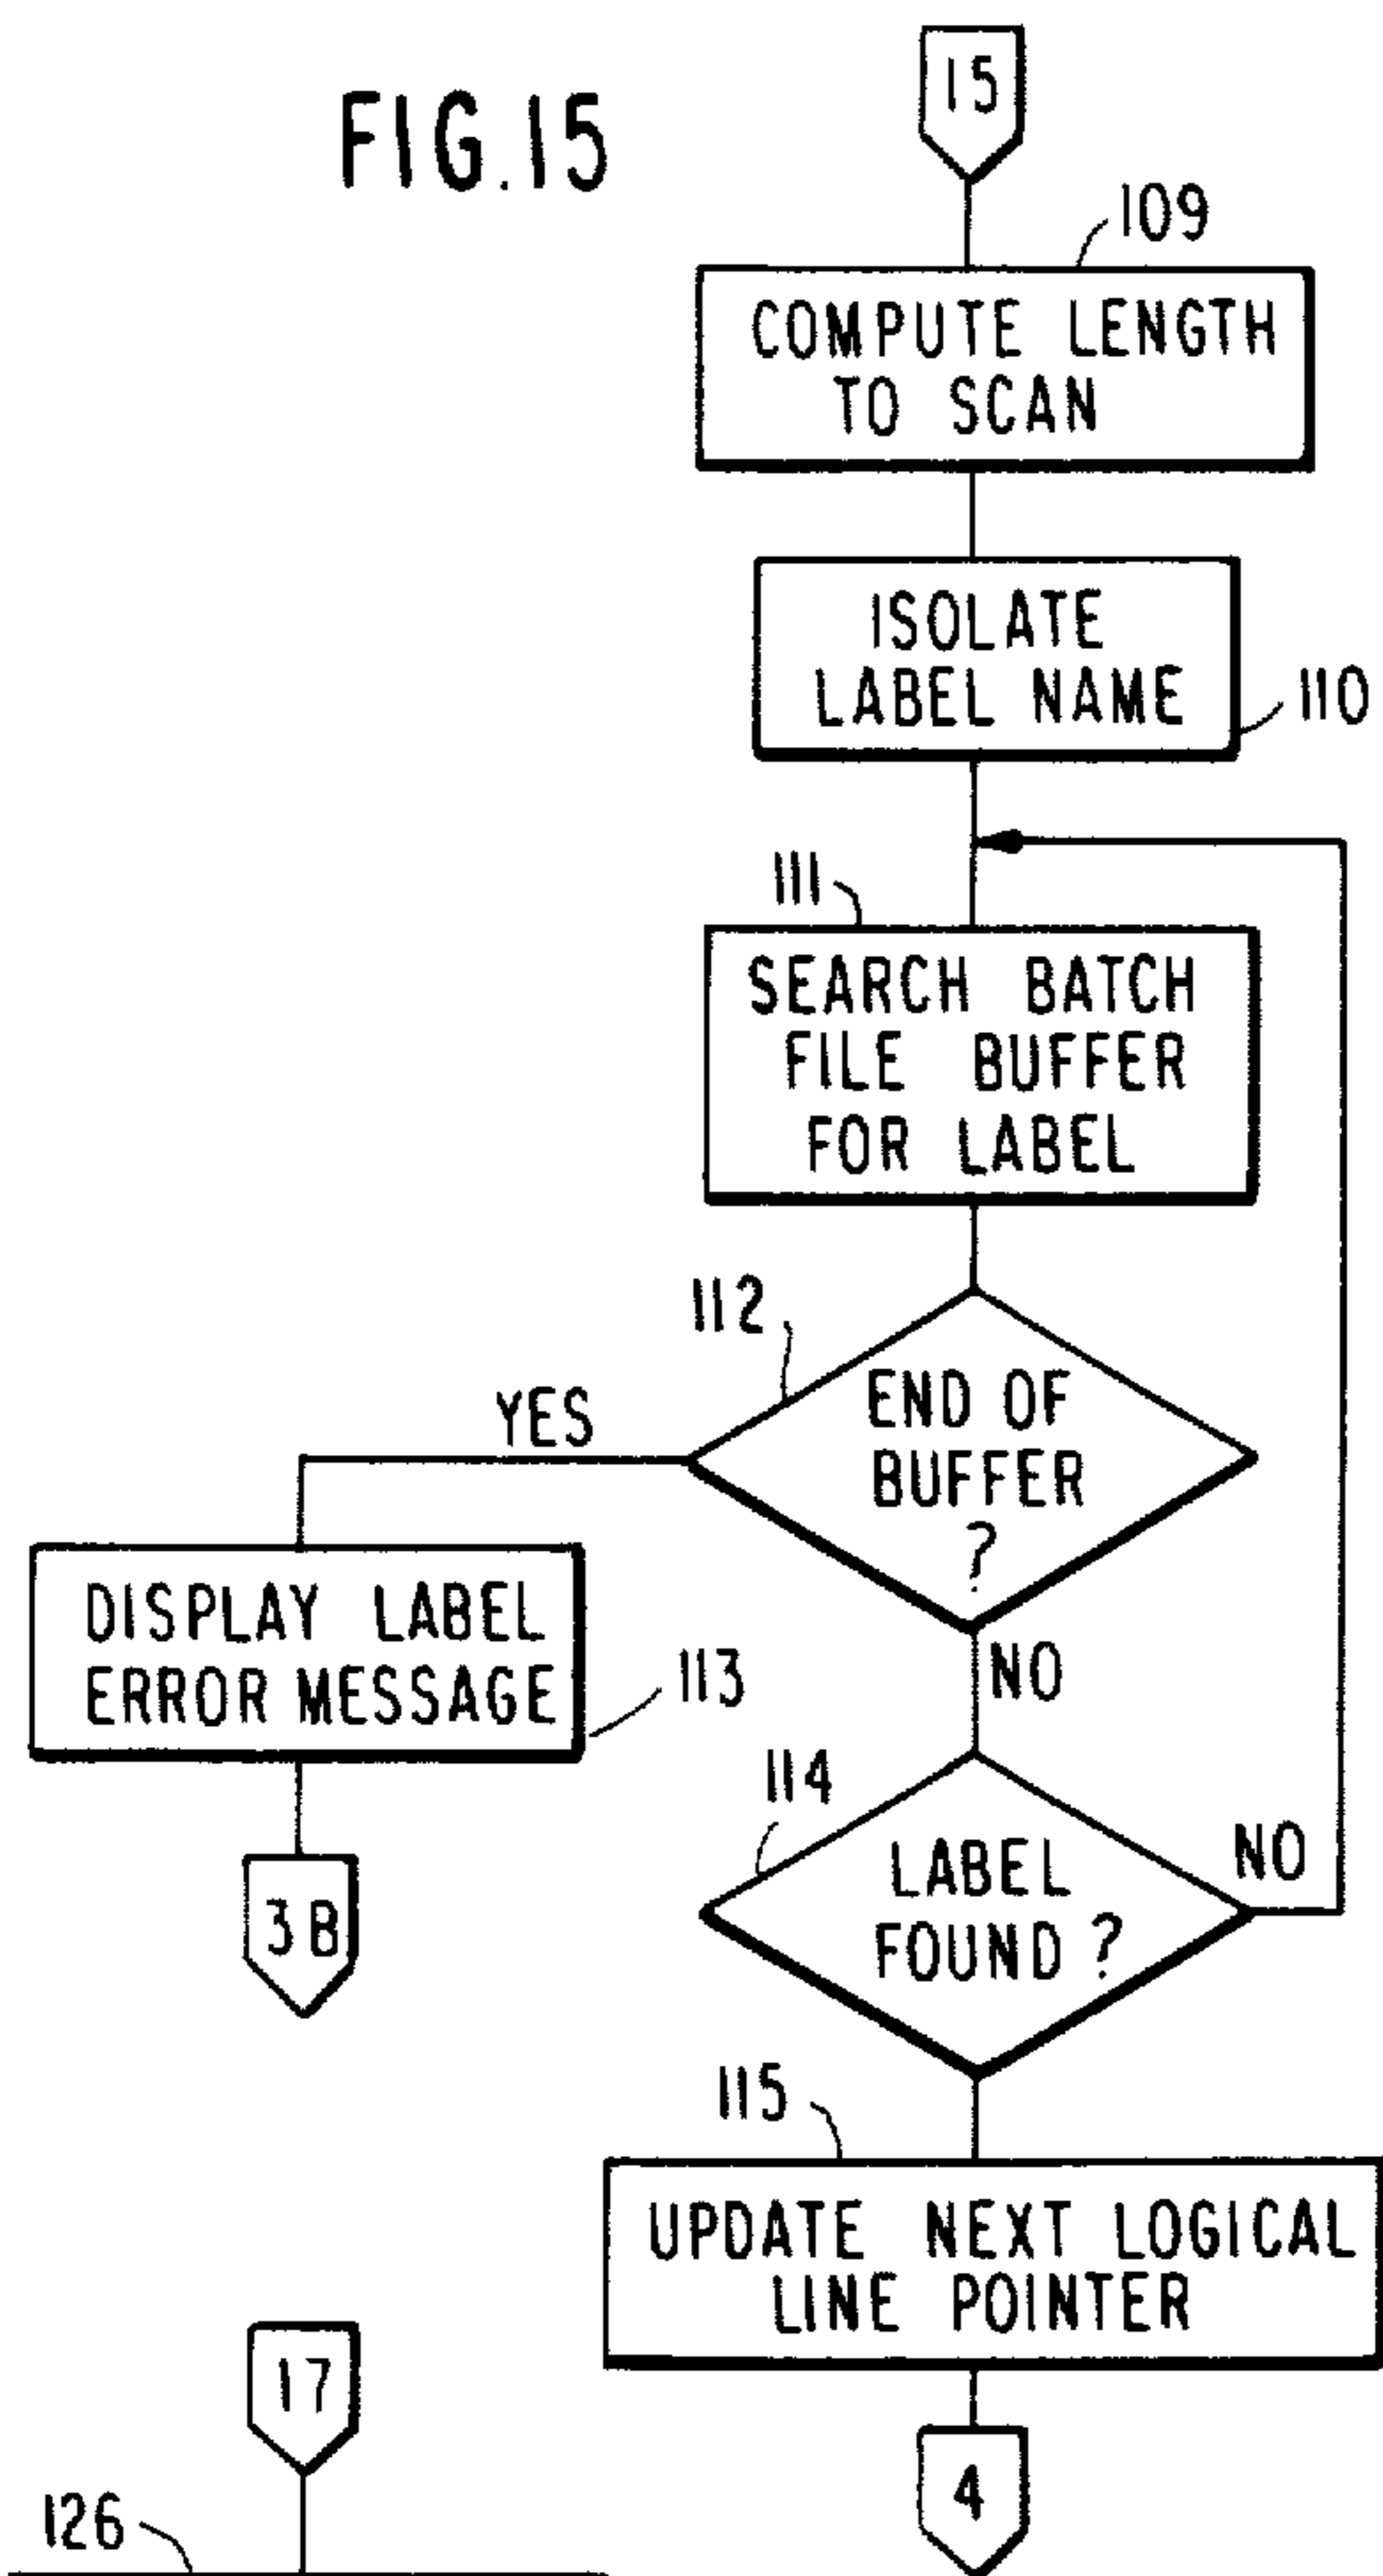 FIG.15
15
109
COMPUTE LENGTH
TO SCAN
ISOLATE
LABEL NAME
110
111
SEARCH BATCH
FILE BUFFER
FOR LABEL
112
END OF
BUFFER
?
YES
NO
DISPLAY LABEL
ERROR MESSAGE
113
3B
114
LABEL
FOUND ?
NO
115
UPDATE NEXT LOGICAL
LINE POINTER
4
17
126